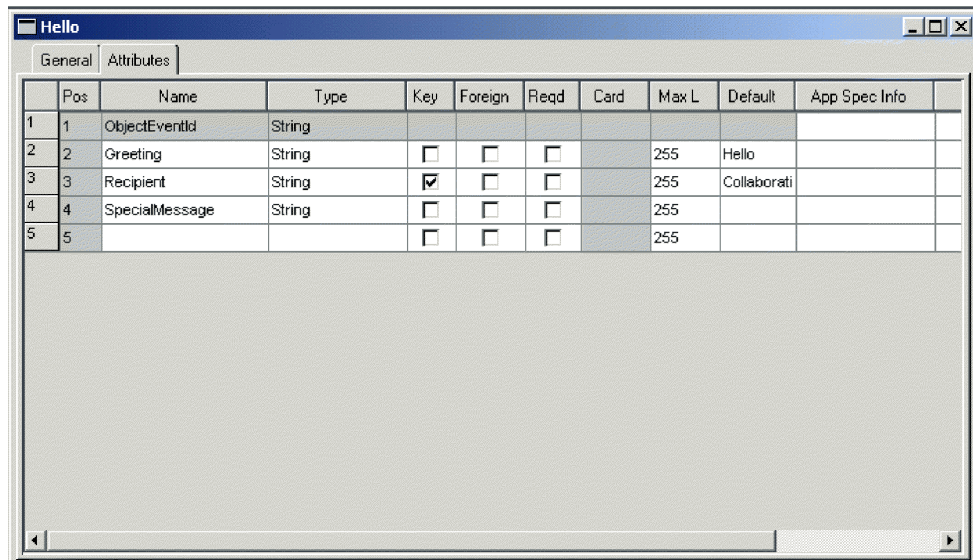 Hello
General Attributes
Pos Name Type Key Foreign Reqd Card Max L Default App Spec Info
1 1 ObjectEventId String
2 2 Greeting String 255 Hello
3 3 Recipient String 255 Collaborati
4 4 SpecialMessage String 255
5 5 255